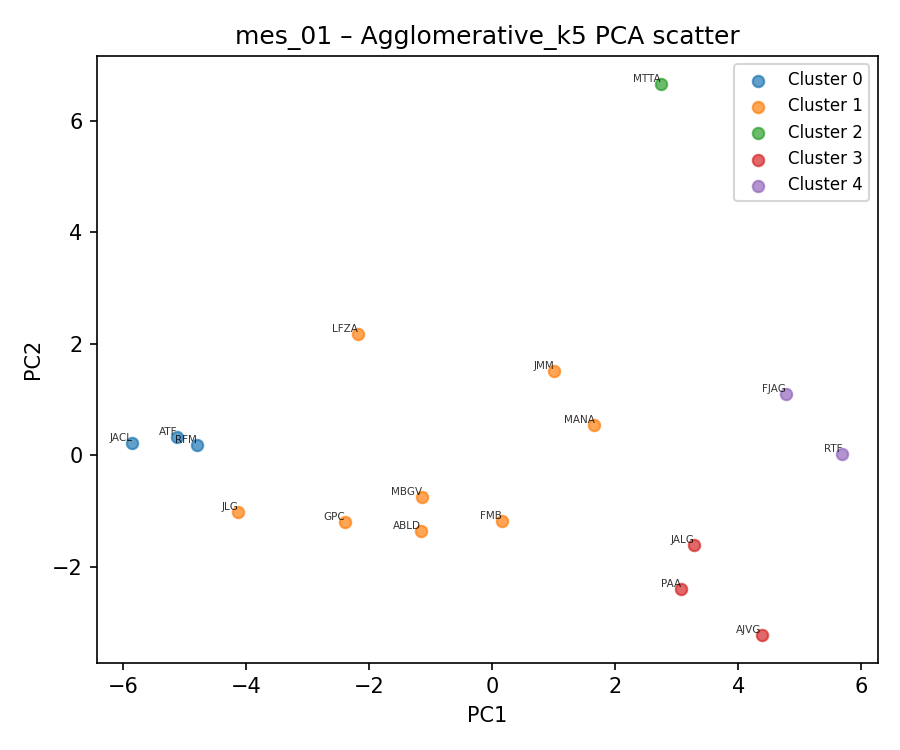 mes_01 – Agglomerative_k5 PCA scatter
MTTA
Cluster 0
Cluster 1
Cluster 2
Cluster 3
Cluster 4
6
4
2
0
−2
PC2
LFZA
JMM
FJAG
MANA
JACL
ATF
RFM
RTF
MBGV
JLG
GPC
ABLD
FMB
JALG
PAA
AJVG
−6
−4
−2
0
2
4
6
PC1